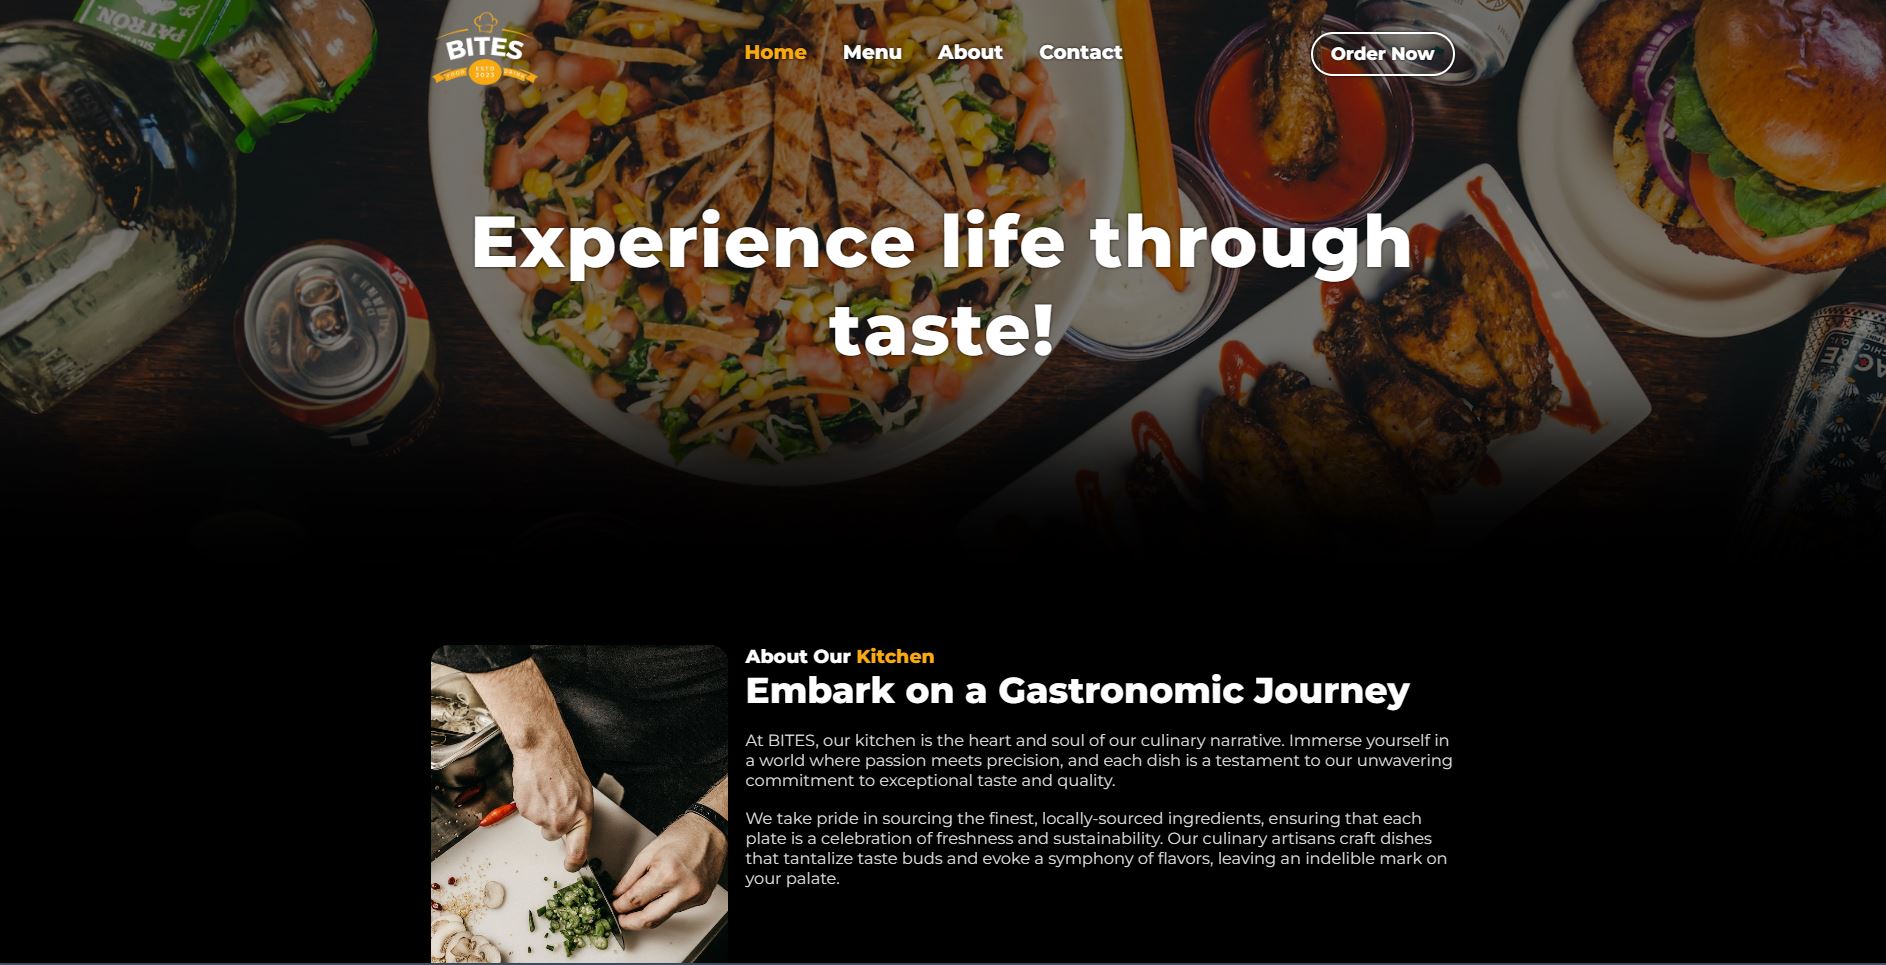 PATRON.
SILVER
BITES
FOOD
ESTD
2023
DRINK
Home Menu About Contact
Order Now
Experience life through
taste!
ACRE
CHICAGO, IL
About Our Kitchen
Embark on a Gastronomic Journey
At BITES, our kitchen is the heart and soul of our culinary narrative. Immerse yourself in
a world where passion meets precision, and each dish is a testament to our unwavering
commitment to exceptional taste and quality.
We take pride in sourcing the finest, locally-sourced ingredients, ensuring that each
plate is a celebration of freshness and sustainability. Our culinary artisans craft dishes
that tantalize taste buds and evoke a symphony of flavors, leaving an indelible mark on
your palate.